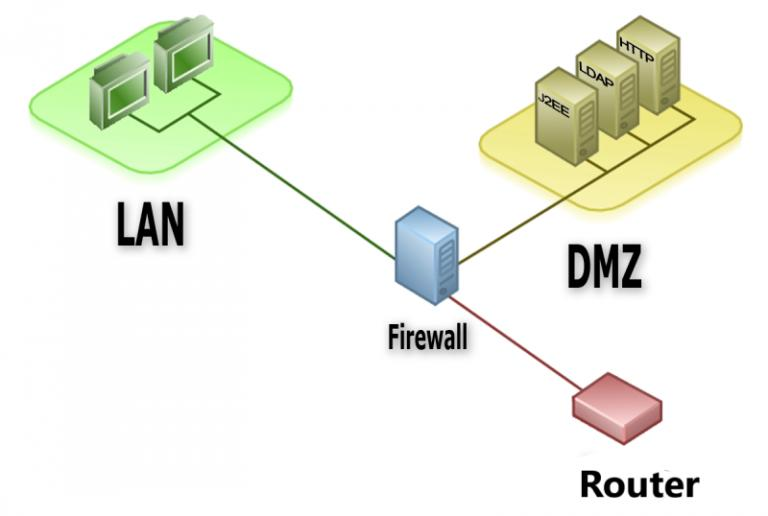 HTTP
LDAP
J2EE
LAN
DMZ
Firewall
Router